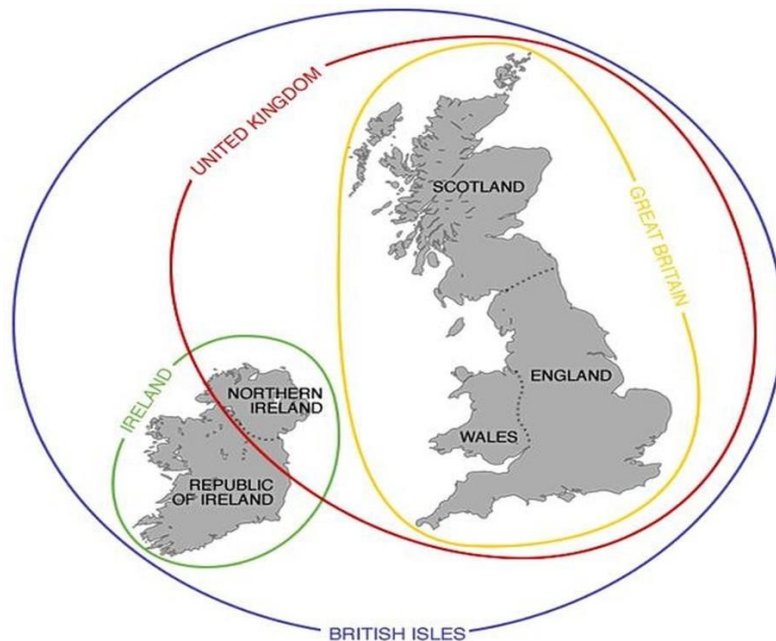 UNITED KINGDOM
SCOTLAND
GREAT BRITAIN
IRELAND
NORTHERN
IRELAND
ENGLAND
WALES
REPUBLIC
OF IRELAND
BRITISH ISLES